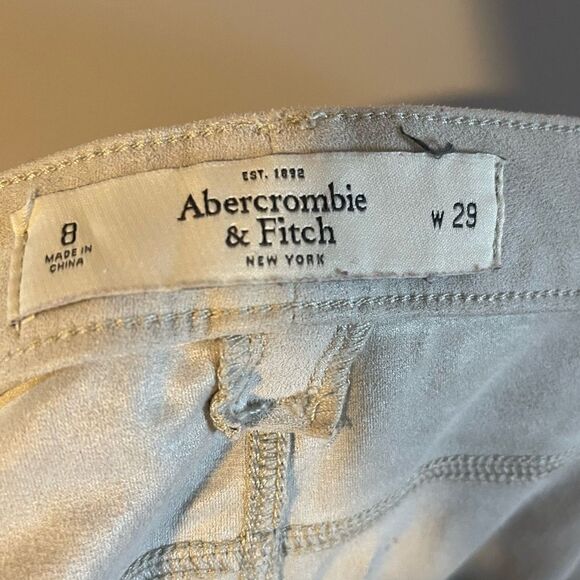 8
MADE IN
CHINA
EST. 1892
Abercrombie
& Fitch
NEW YORK
W 29